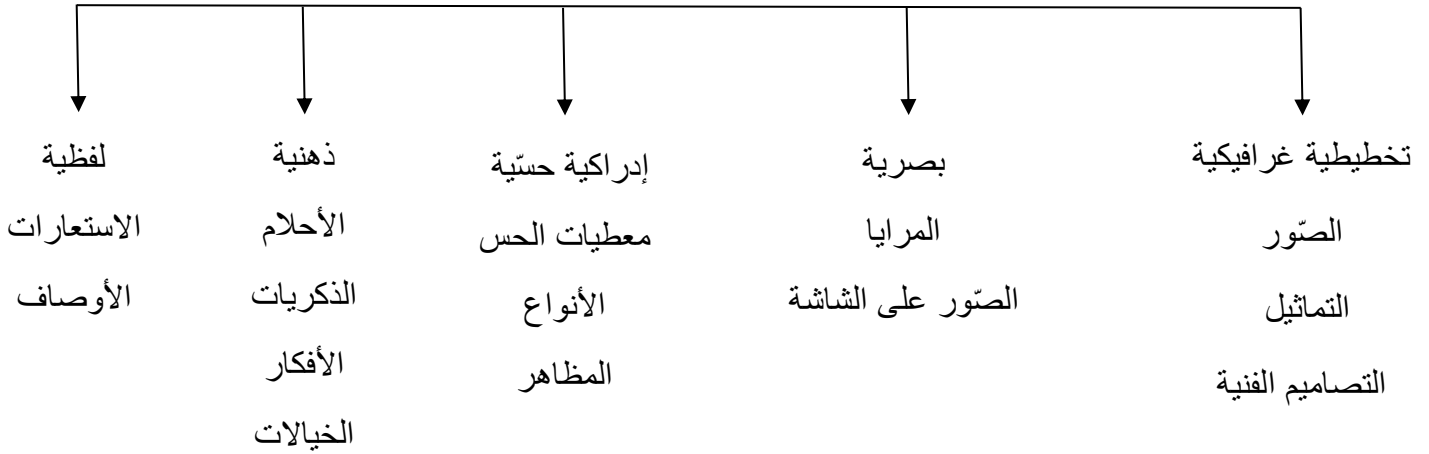 تخطيطية غرافيكية
الصّور
التماثيل
التصاميم الفنية
بصرية
المرايا
الصّور على الشاشة
إدراكية حسّية
معطيات الحس
الأنواع
المظاهر
ذهنية
الأحلام
الذكريات
الأفكار
الخيالات
لفظية
الاستعارات
الأوصاف